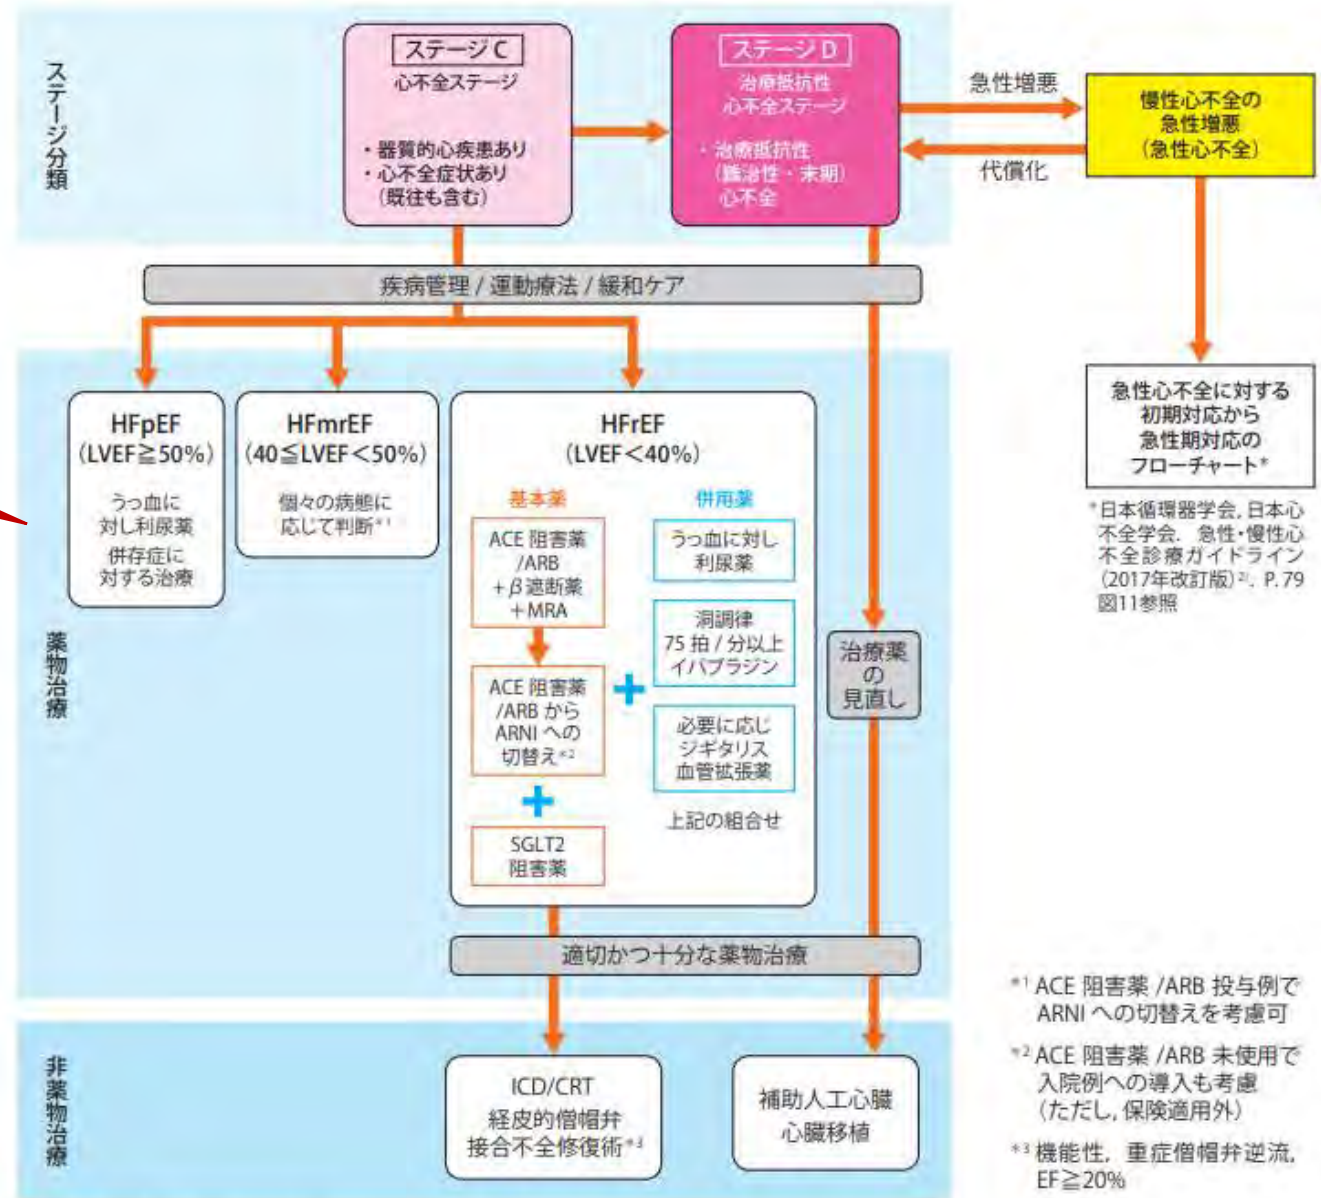 ステージ分類
ステージ C
心不全ステージ
・器質的心疾患あり
・心不全症状あり
(既往も含む)
ステージ D
治療抵抗性
心不全ステージ
・治療抵抗性
(難治性・末期)
心不全
急性増悪
代償化
慢性心不全の
急性増悪
(急性心不全)
疾病管理 / 運動療法 / 緩和ケア
薬物治療
HFpEF
(LVEF≧50%)
うっ血に
対し利尿薬
併存症に
対する治療
HFmrEF
(40≦LVEF<50%)
個々の病態に
応じて判断*1
HFrEF
(LVEF<40%)
基本薬
ACE 阻害薬
/ARB
+β遮断薬
+MRA
ACE 阻害薬
/ARB から
ARNI への
切替え*2
+
SGLT2
阻害薬
+
併用薬
うっ血に対し
利尿薬
洞調律
75 拍 / 分以上
イバブラジン
必要に応じ
ジギタリス
血管拡張薬
上記の組合せ
治療薬
の
見直し
急性心不全に対する
初期対応から
急性期対応の
フローチャート*
*日本循環器学会, 日本心
不全学会. 急性・慢性心
不全診療ガイドライン
(2017年改訂版)2). P.79
図11参照
適切かつ十分な薬物治療
非薬物治療
ICD/CRT
経皮的僧帽弁
接合不全修復術*3
補助人工心臓
心臓移植
*1 ACE 阻害薬 /ARB 投与例で
ARNI への切替えを考慮可
*2 ACE 阻害薬 /ARB 未使用で
入院例への導入も考慮
(ただし, 保険適用外)
*3 機能性, 重症僧帽弁逆流,
EF≧20%